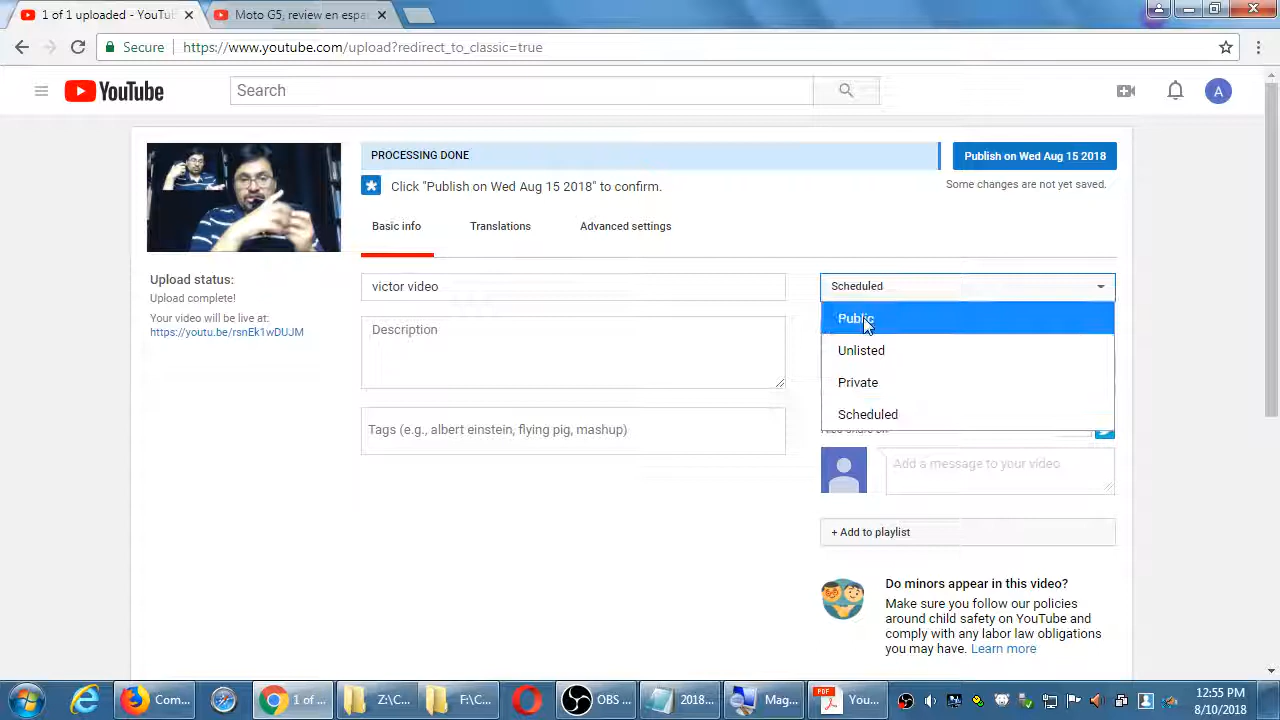 1 of 1 uploaded - YouTu
Moto G5, review en espa
Secure
https://www.youtube.com/upload?redirect_to_classic=true
YouTube
Search
A
PROCESSING DONE
Publish on Wed Aug 15 2018
Click "Publish on Wed Aug 15 2018" to confirm.
Some changes are not yet saved.
Basic info
Translations
Advanced settings
Upload status:
Upload complete!
Your video will be live at:
https://youtu.be/rsnEk1wDUJM
victor video
Description
Tags (e.g., albert einstein, flying pig, mashup)
Scheduled
Public
Unlisted
Private
Scheduled
Add a message to your video
+ Add to playlist
Do minors appear in this video?
Make sure you follow our policies
around child safety on YouTube and
comply with any labor law obligations
you may have. Learn more
Com...
1 of ...
Z:\C...
F:\C...
OBS ...
2018...
Mag...
PDF
You...
12:55 PM
8/10/2018